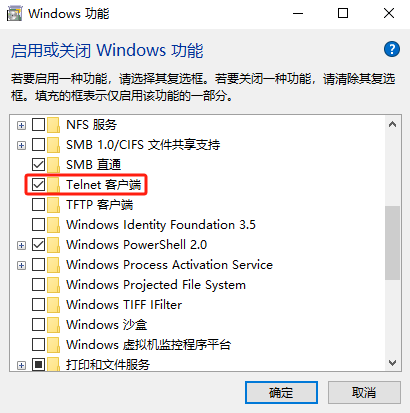 Windows 功能
启用或关闭 Windows 功能
若要启用一种功能，请选择其复选框。若要关闭一种功能，请清除其复选
框。填充的框表示仅启用该功能的一部分。
NFS 服务
SMB 1.0/CIFS 文件共享支持
SMB 直通
Telnet 客户端
TFTP 客户端
Windows Identity Foundation 3.5
Windows PowerShell 2.0
Windows Process Activation Service
Windows Projected File System
Windows TIFF IFilter
Windows 沙盒
Windows 虚拟机监控程序平台
打印和文件服务
确定
取消